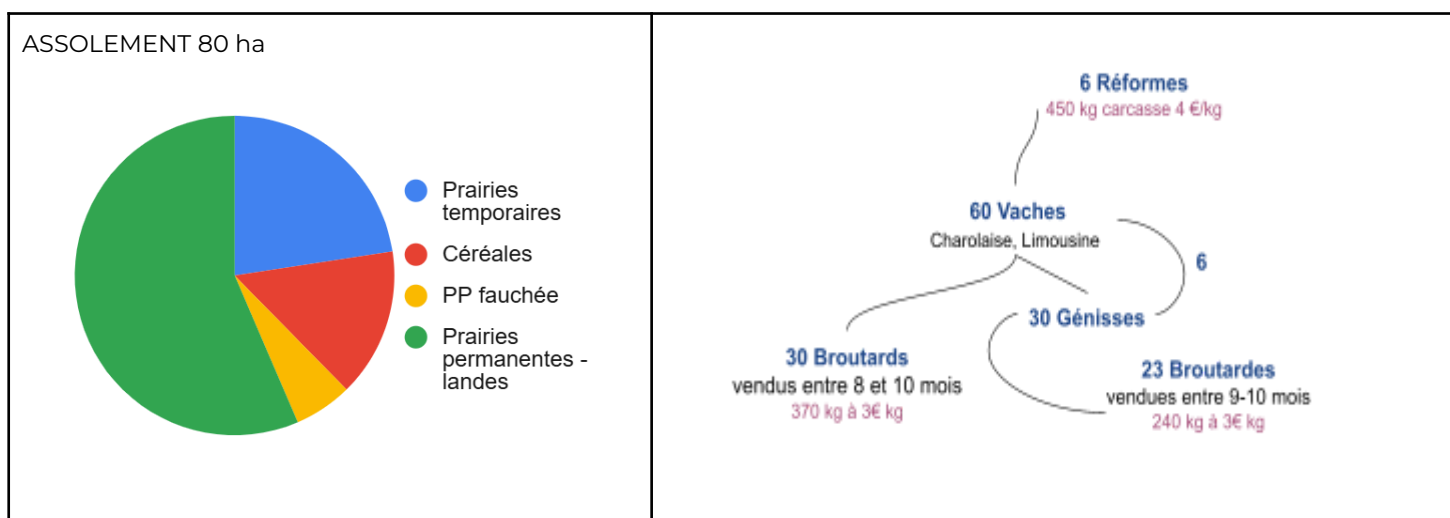 ASSOLEMENT 80 ha
Prairies
temporaires
Céréales
PP fauchée
Prairies
permanentes -
landes
6 Réformes
450 kg carcasse 4 €/kg
60 Vaches
Charolaise, Limousine
6
30 Génisses
30 Broutards
vendus entre 8 et 10 mois
370 kg à 3€ kg
23 Broutardes
vendues entre 9-10 mois
240 kg à 3€ kg